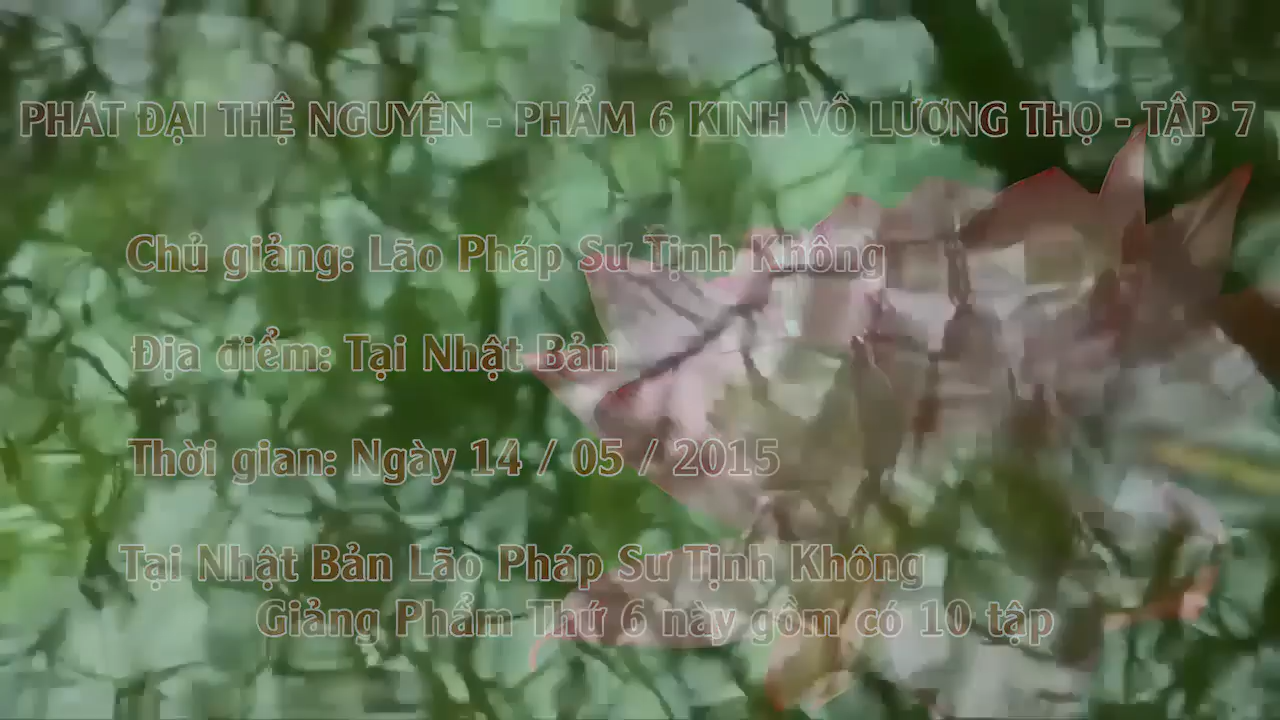 PHÁT ĐẠI THỆ NGUYỆN - PHẨM 6 KINH VÔ LƯỢNG THỌ - TẬP 7
Chủ giảng: Lão Pháp Sư Tịnh Không
Địa điểm: Tại Nhật Bản
Thời gian: Ngày 14 / 05 / 2015
Tại Nhật Bản Lão Pháp Sư Tịnh Không
Giảng Phẩm Thứ 6 này gồm có 10 tập